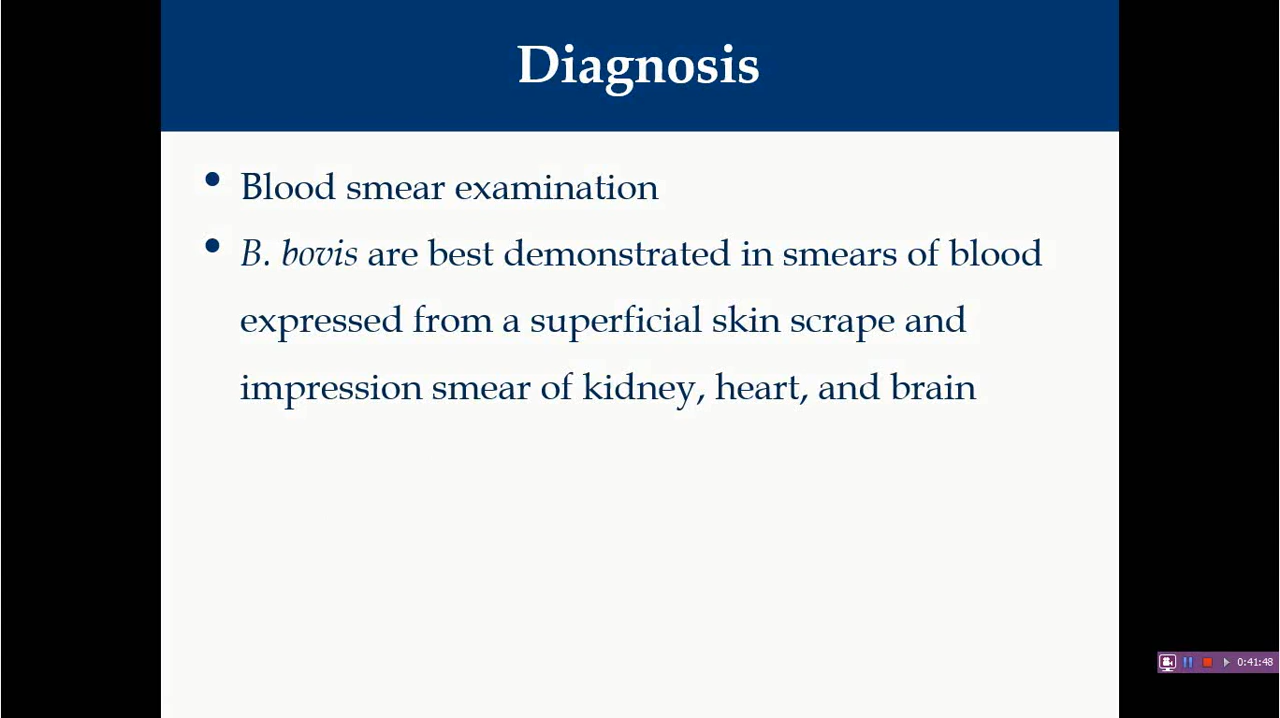 Diagnosis
• Blood smear examination
• B. bovis are best demonstrated in smears of blood
expressed from a superficial skin scrape and
impression smear of kidney, heart, and brain
0:41:48